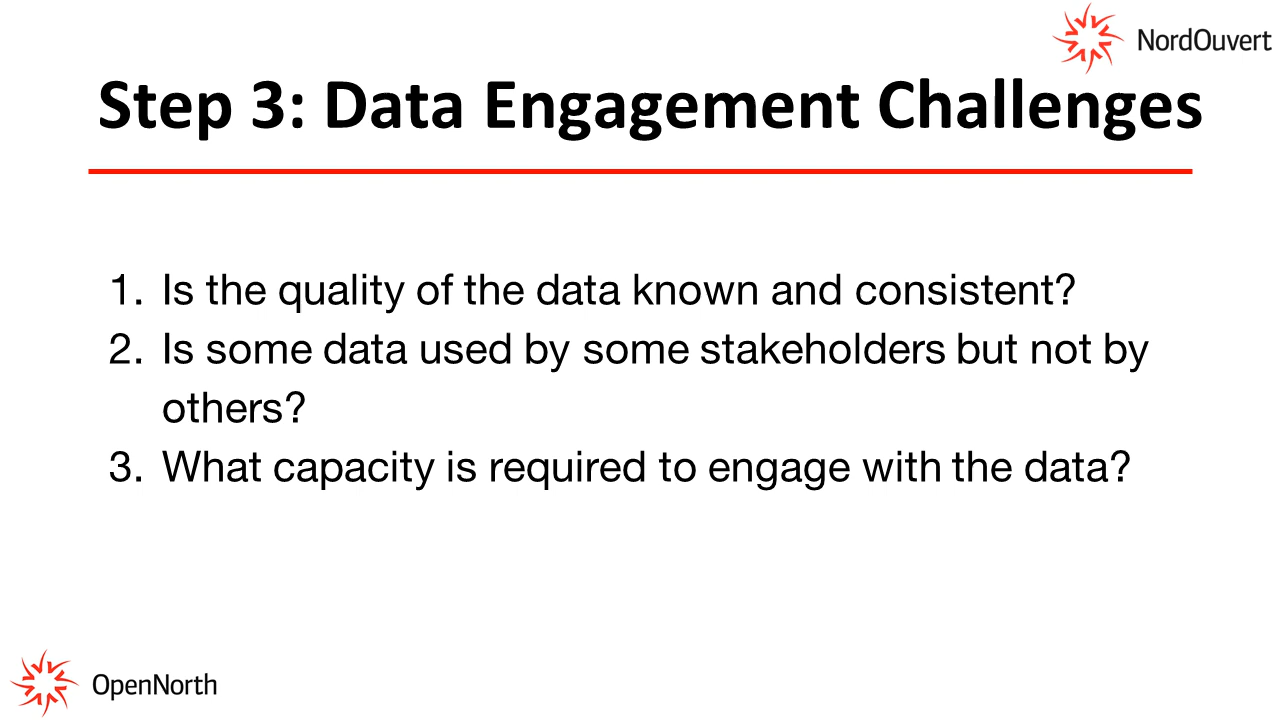 NordOuvert
Step 3: Data Engagement Challenges
1. Is the quality of the data known and consistent?
2. Is some data used by some stakeholders but not by
others?
3. What capacity is required to engage with the data?
OpenNorth